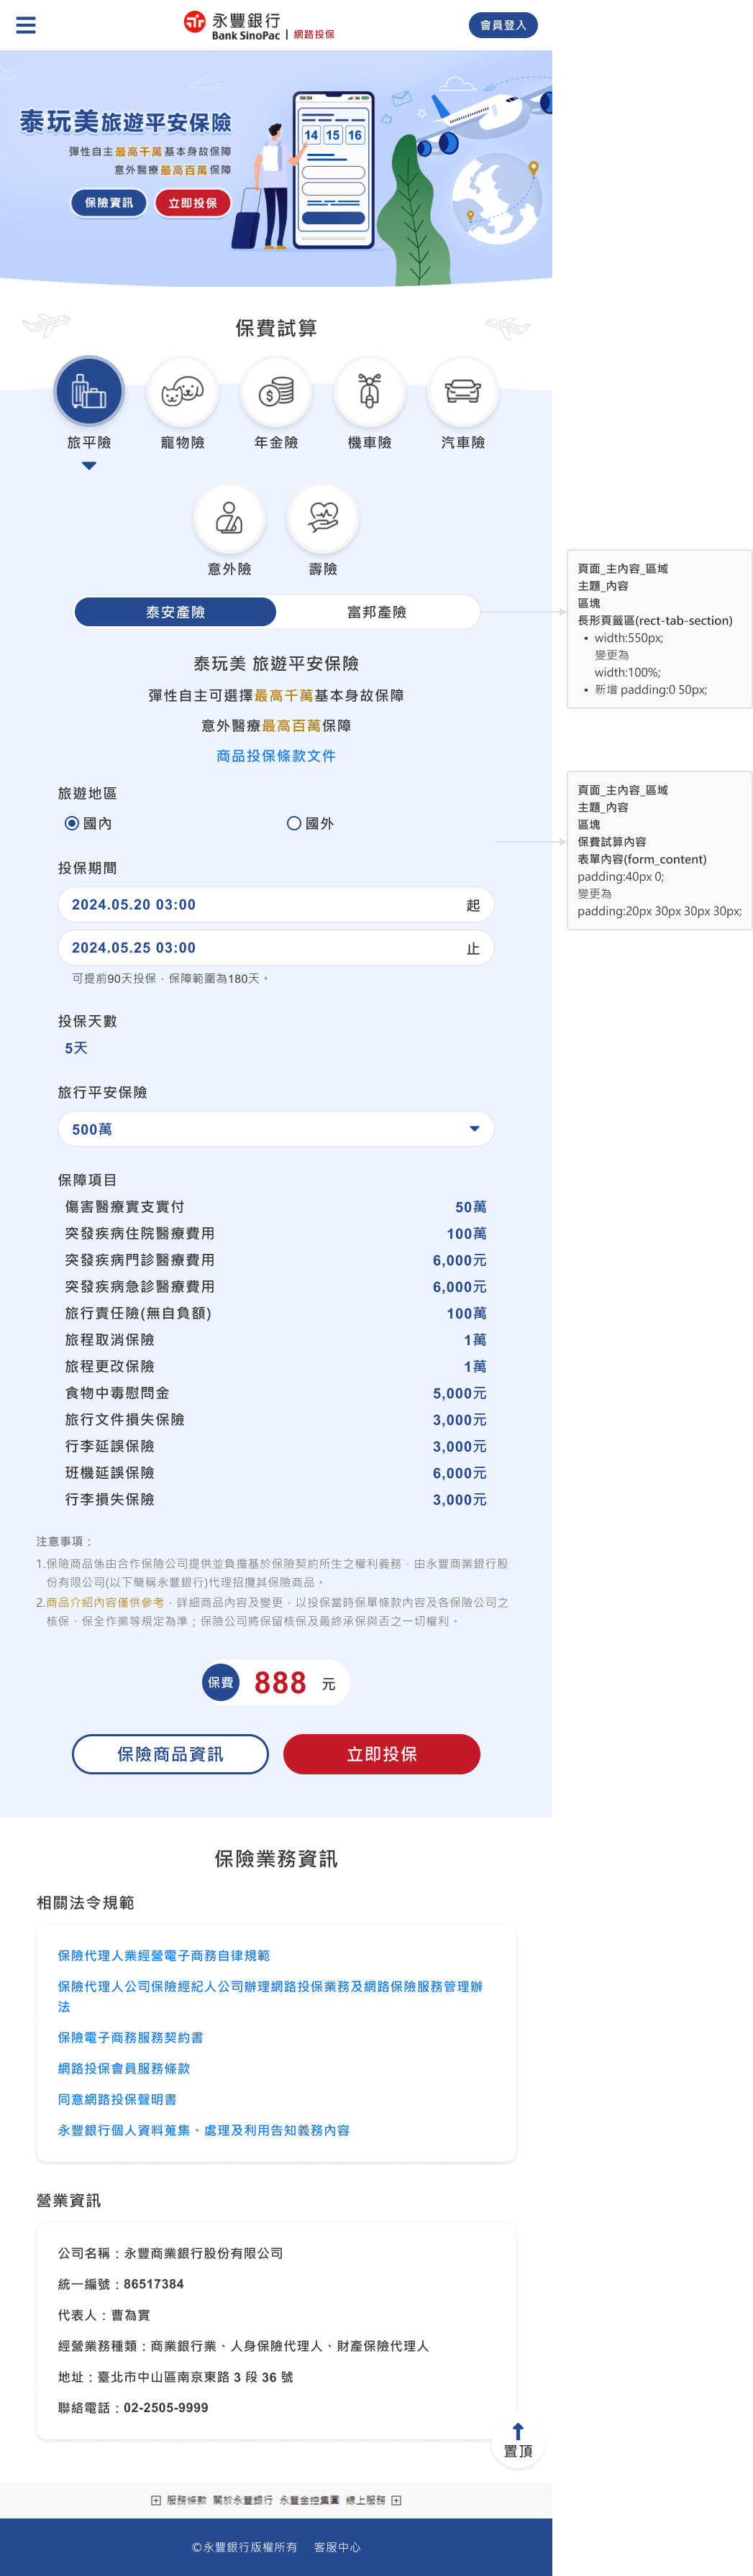 永豐銀行
Bank SinoPac
網路投保
會員登入
泰玩美旅遊平安保險
彈性自主最高千萬基本身故保障
意外醫療最高百萬保障
保險資訊 立即投保
14 15 16
保費試算
旅平險 寵物險 年金險 機車險 汽車險
意外險 壽險
泰安產險 富邦產險
頁面_主內容_區域
主題_內容
區塊
長形頁籤區(rect-tab-section)
• width:550px;
變更為
width:100%;
• 新增 padding:0 50px;
泰玩美 旅遊平安保險
彈性自主可選擇最高千萬基本身故保障
意外醫療最高百萬保障
商品投保條款文件
頁面_主內容_區域
主題_內容
區塊
保費試算內容
表單內容(form_content)
padding:40px 0;
變更為
padding:20px 30px 30px 30px;
旅遊地區
國內 國外
投保期間
2024.05.20 03:00 起
2024.05.25 03:00 止
可提前90天投保，保障範圍為180天。
投保天數
5天
旅行平安保險
500萬
保障項目
傷害醫療實支實付 50萬
突發疾病住院醫療費用 100萬
突發疾病門診醫療費用 6,000元
突發疾病急診醫療費用 6,000元
旅行責任險(無自負額) 100萬
旅程取消保險 1萬
旅程更改保險 1萬
食物中毒慰問金 5,000元
旅行文件損失保險 3,000元
行李延誤保險 3,000元
班機延誤保險 6,000元
行李損失保險 3,000元
注意事項：
1.保險商品係由合作保險公司提供並負擔基於保險契約所生之權利義務，由永豐商業銀行股
份有限公司(以下簡稱永豐銀行)代理招攬其保險商品。
2.商品介紹內容僅供參考，詳細商品內容及變更，以投保當時保單條款內容及各保險公司之
核保、保全作業等規定為準；保險公司將保留核保及最終承保與否之一切權利。
保費 888 元
保險商品資訊 立即投保
保險業務資訊
相關法令規範
保險代理人業經營電子商務自律規範
保險代理人公司保險經紀人公司辦理網路投保業務及網路保險服務管理辦
法
保險電子商務服務契約書
網路投保會員服務條款
同意網路投保聲明書
永豐銀行個人資料蒐集、處理及利用告知義務內容
營業資訊
公司名稱：永豐商業銀行股份有限公司
統一編號：86517384
代表人：曹為實
經營業務種類：商業銀行業、人身保險代理人、財產保險代理人
地址：臺北市中山區南京東路 3 段 36 號
聯絡電話：02-2505-9999
置頂
服務條款 關於永豐銀行 永豐金控集團 線上服務
©永豐銀行版權所有 客服中心